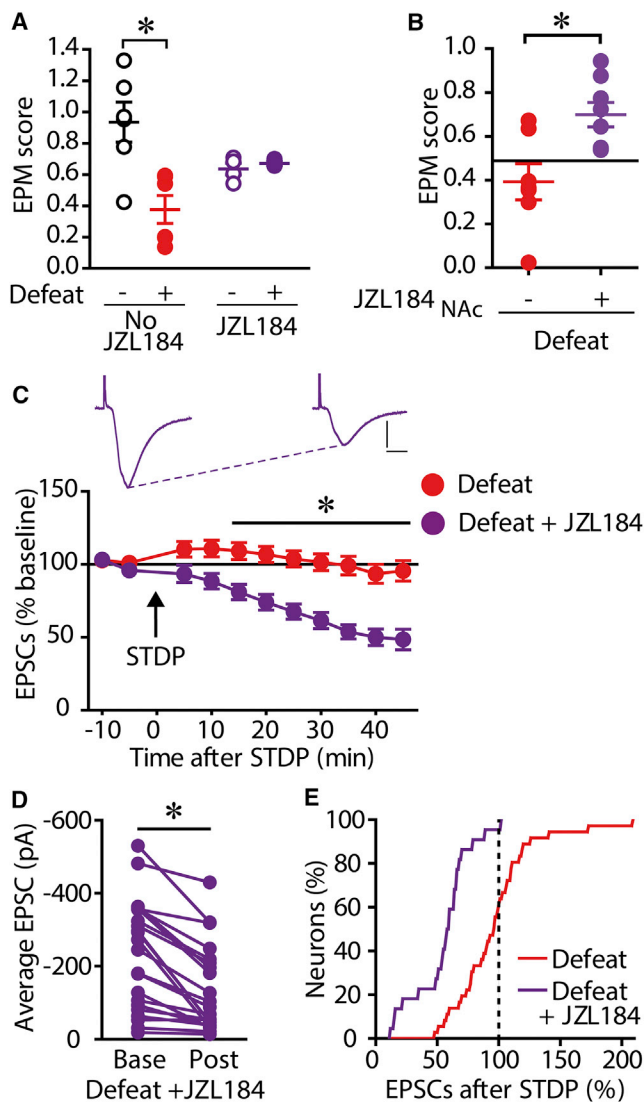 A
*
EPM score
1.4
1.2
1.0
0.8
0.6
0.4
0.2
0.0
Defeat - + - +
No JZL184
JZL184
B
*
EPM score
1.0
0.8
0.6
0.4
0.2
0.0
JZL184 NAc - +
Defeat
C
*
EPSCs (% baseline)
150
100
50
0
STDP
-10 0 10 20 30 40
Time after STDP (min)
Defeat
Defeat + JZL184
D
*
Average EPSC (pA)
-600
-400
-200
0
Base Post
Defeat +JZL184
E
Neurons (%)
100
80
60
40
20
0
Defeat
Defeat
+ JZL184
0 50 100 150 200
EPSCs after STDP (%)